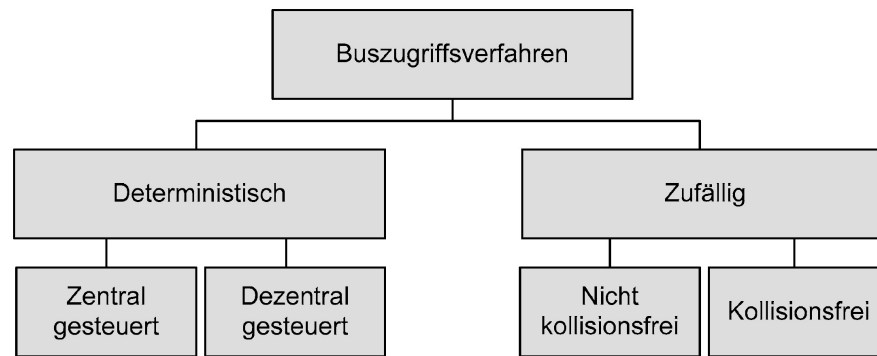 Buszugriffsverfahren
Deterministisch
Zufällig
Zentral
gesteuert
Dezentral
gesteuert
Nicht
kollisionsfrei
Kollisionsfrei